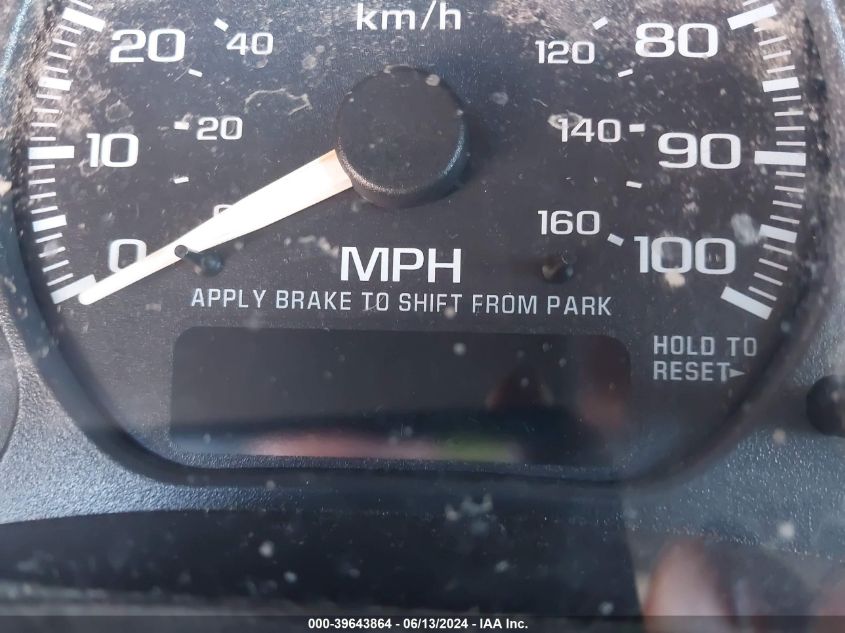 km/h
20 40 120 80
10 20 140 90
0 160 100
MPH
APPLY BRAKE TO SHIFT FROM PARK
HOLD TO
RESET
000-39643864 / 06/13/2024 - IAA Inc.